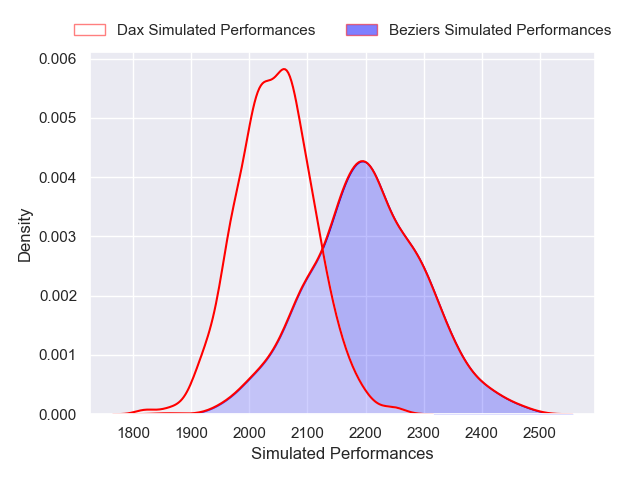 Dax Simulated Performances Beziers Simulated Performances
0.006
0.005
0.004
0.003
0.002
0.001
0.000
Density
1800 1900 2000 2100 2200 2300 2400 2500
Simulated Performances